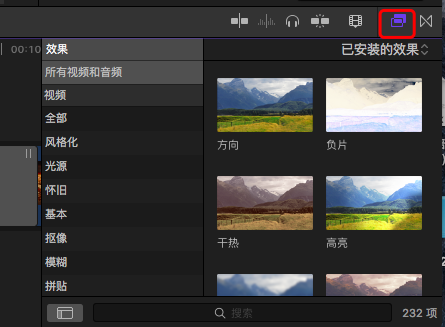 00:10
效果
已安装的效果
所有视频和音频
视频
全部
风格化
光源
怀旧
基本
抠像
模糊
拼贴
方向
负片
干热
高亮
搜索
232 项